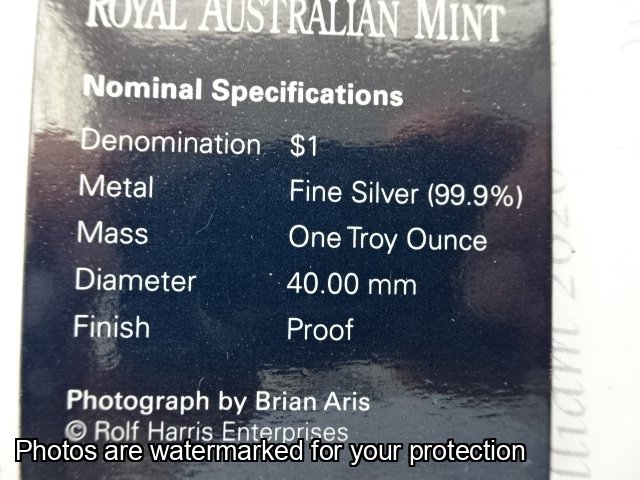 ROYAL AUSTRALIAN MINT
Nominal Specifications
Denomination $1
Metal Fine Silver (99.9%)
Mass One Troy Ounce
Diameter 40.00 mm
Finish Proof
Photograph by Brian Aris
© Rolf Harris Enterprises
Photos are watermarked for your protection